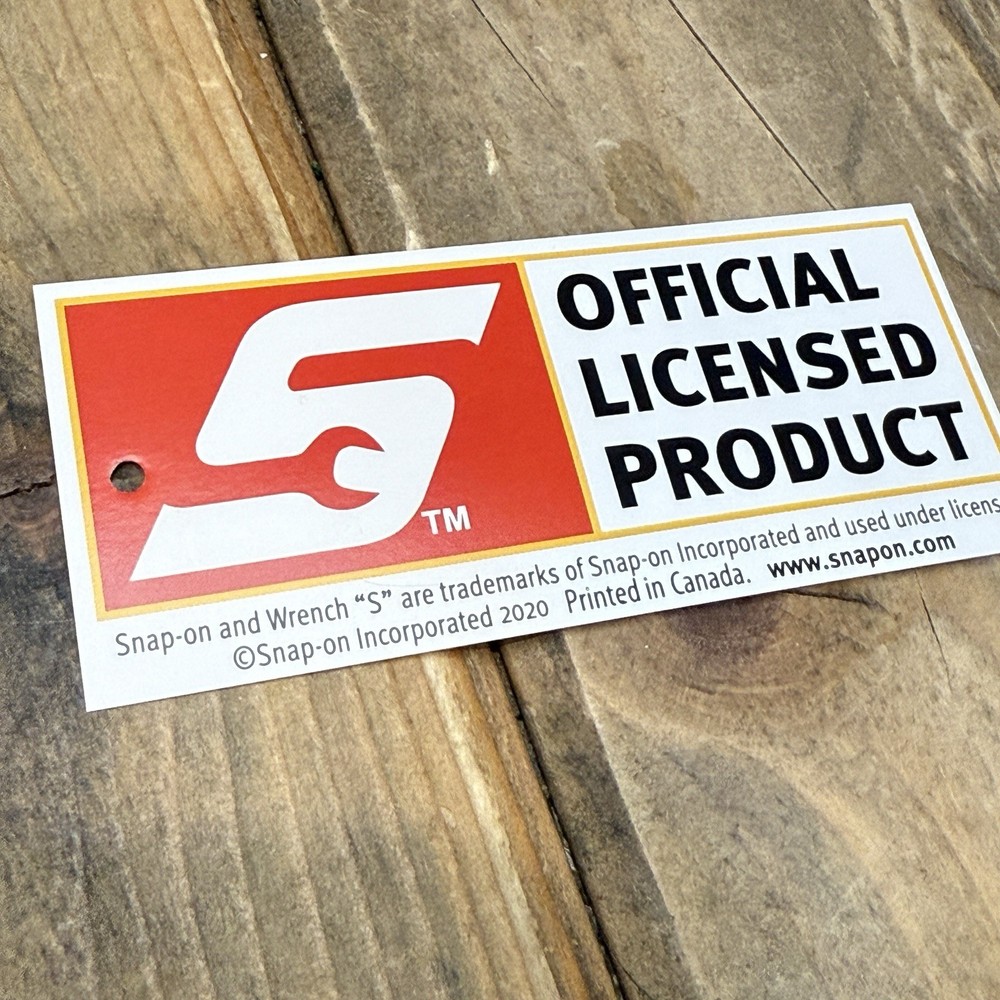 S
TM
OFFICIAL
LICENSED
PRODUCT
Snap-on and Wrench “S” are trademarks of Snap-on Incorporated and used under licens
©Snap-on Incorporated 2020 Printed in Canada. www.snapon.com